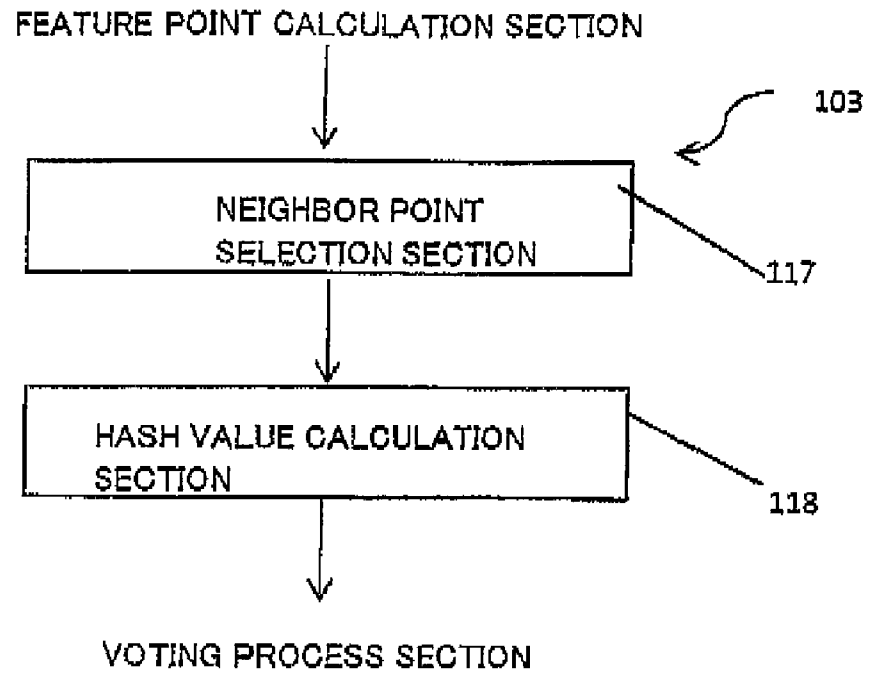 FEATURE POINT CALCULATION SECTION
103
NEIGHBOR POINT
SELECTION SECTION
117
HASH VALUE CALCULATION
SECTION
118
VOTING PROCESS SECTION